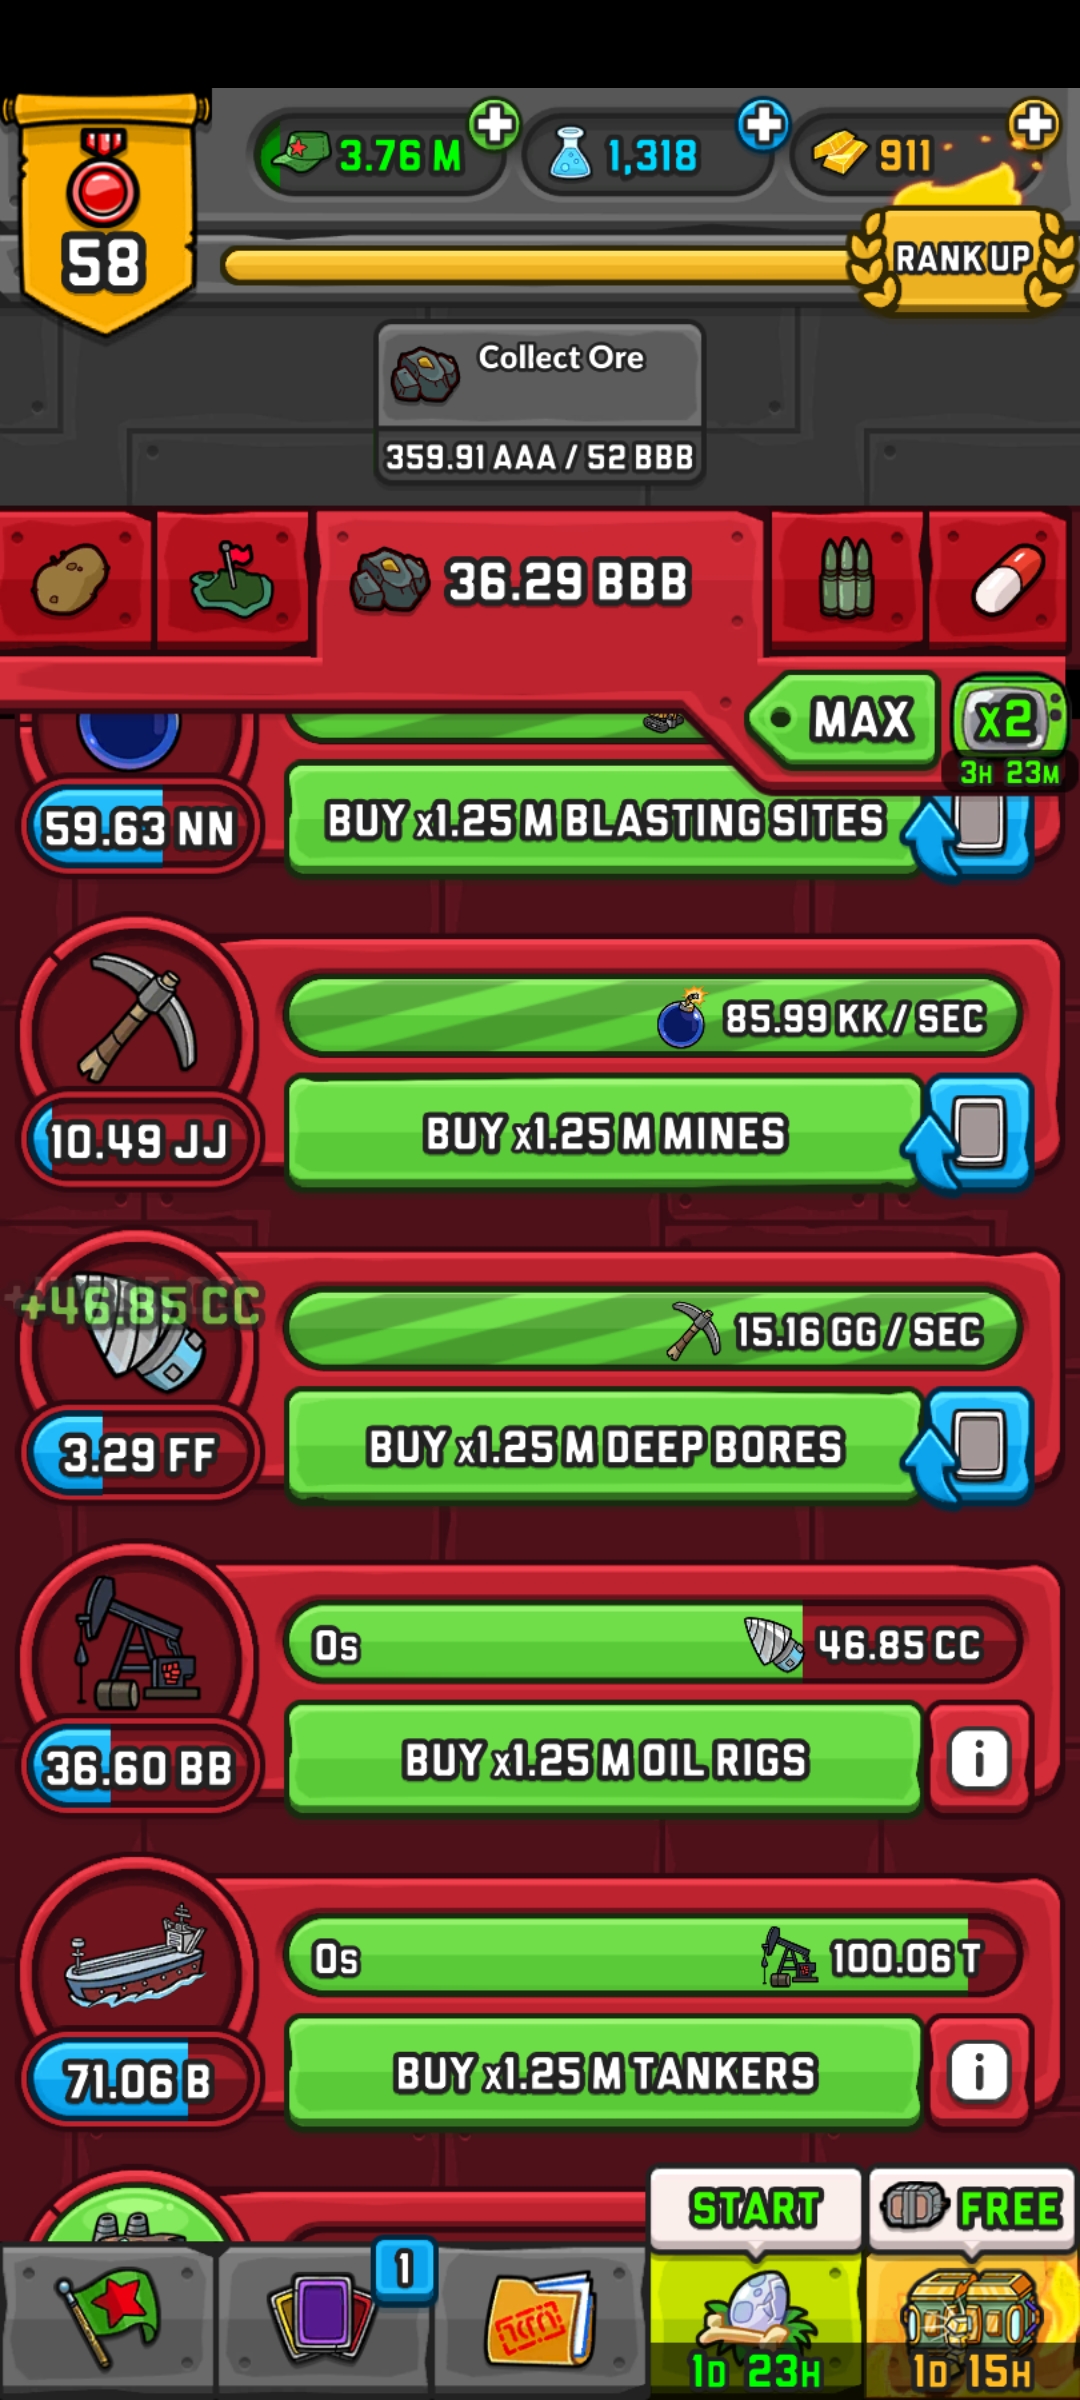 3.76 M
1,318
911
58
RANK UP
Collect Ore
359.91 AAA / 52 BBB
36.29 BBB
MAX
x2
3H 23M
59.63 NN
BUY x1.25 M BLASTING SITES
85.99 KK / SEC
10.49 JJ
BUY x1.25 M MINES
+46.85 CC
15.16 GG / SEC
3.29 FF
BUY x1.25 M DEEP BORES
0s
46.85 CC
36.60 BB
BUY x1.25 M OIL RIGS
i
0s
100.06 T
71.06 B
BUY x1.25 M TANKERS
i
START
FREE
1
1D 23H
1D 15H